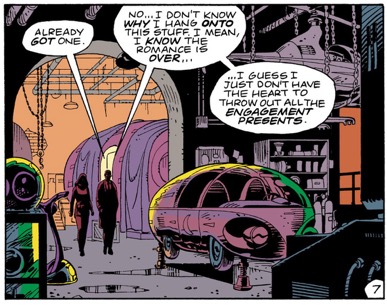 ALREADY
GOT ONE.
NO... I DON'T KNOW
WHY I HANG ONTO
THIS STUFF. I MEAN,
I KNOW THE
ROMANCE IS
OVER...
...I GUESS I
JUST DON'T HAVE
THE HEART TO
THROW OUT ALL THE
ENGAGEMENT
PRESENTS.
7